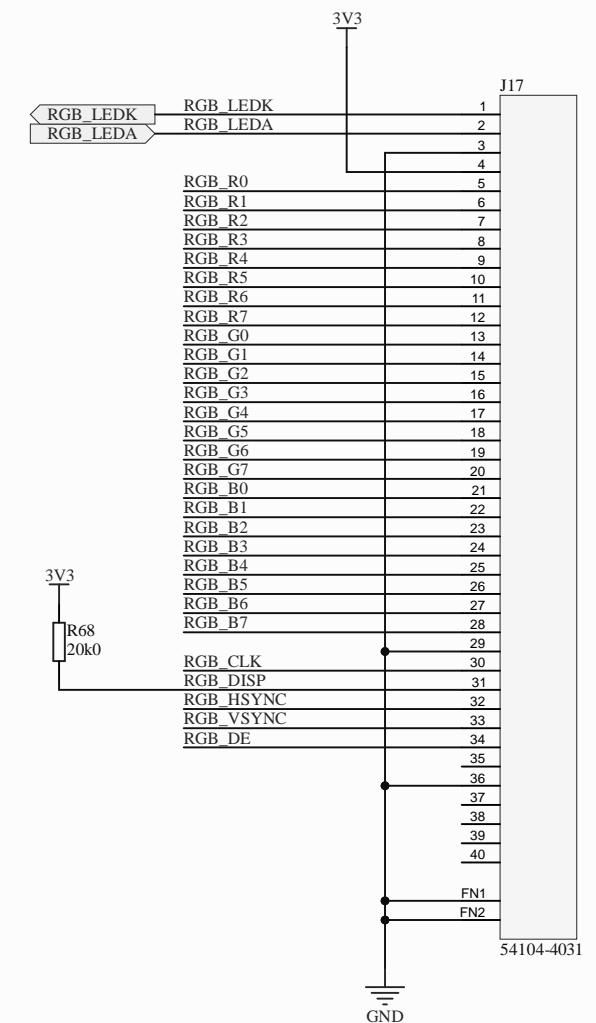 3V3
J17
RGB_LEDK RGB_LEDK 1
RGB_LEDA RGB_LEDA 2
3
4
RGB_R0 5
RGB_R1 6
RGB_R2 7
RGB_R3 8
RGB_R4 9
RGB_R5 10
RGB_R6 11
RGB_R7 12
RGB_G0 13
RGB_G1 14
RGB_G2 15
RGB_G3 16
RGB_G4 17
RGB_G5 18
RGB_G6 19
RGB_G7 20
RGB_B0 21
RGB_B1 22
RGB_B2 23
RGB_B3 24
RGB_B4 25
3V3
RGB_B5 26
RGB_B6 27
RGB_B7 28
R68
20k0
29
RGB_CLK 30
RGB_DISP 31
RGB_HSYNC 32
RGB_VSYNC 33
RGB_DE 34
35
36
37
38
39
40
FN1
FN2
54104-4031
GND